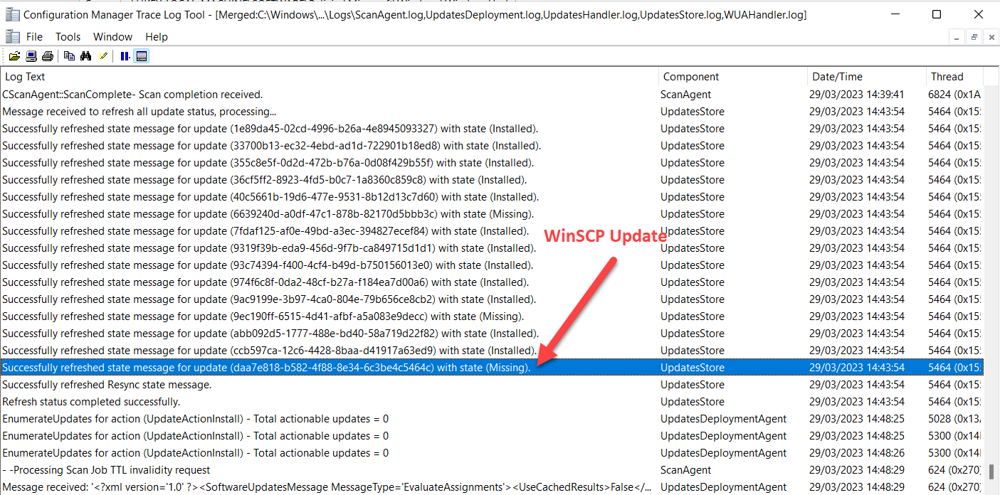 Configuration Manager Trace Log Tool - [Merged:C:\Windows\...\Logs\ScanAgent.log,UpdatesDeployment.log,UpdatesHandler.log,UpdatesStore.log,WUAHandler.log]
File Tools Window Help
Log Text Component Date/Time Thread
CScanAgent::ScanComplete- Scan completion received. ScanAgent 29/03/2023 14:39:41 6824 (0x1A
Message received to refresh all update status, processing... UpdatesStore 29/03/2023 14:43:54 5464 (0x15
Successfully refreshed state message for update (1e89da45-02cd-4996-b26a-4e8945093327) with state (Installed). UpdatesStore 29/03/2023 14:43:54 5464 (0x15
Successfully refreshed state message for update (33700b13-ec32-4ebd-ad1d-722901b18ed8) with state (Installed). UpdatesStore 29/03/2023 14:43:54 5464 (0x15
Successfully refreshed state message for update (355c8e5f-0d2d-472b-b76a-0d08f429b55f) with state (Installed). UpdatesStore 29/03/2023 14:43:54 5464 (0x15
Successfully refreshed state message for update (36cf5ff2-8923-4fd5-b0c7-1a8360c859c8) with state (Installed). UpdatesStore 29/03/2023 14:43:54 5464 (0x15
Successfully refreshed state message for update (40c5661b-19d6-477e-9531-8b12d13c7d60) with state (Installed). UpdatesStore 29/03/2023 14:43:54 5464 (0x15
Successfully refreshed state message for update (6639240d-a0df-47c1-878b-82170d5bbb3c) with state (Missing). UpdatesStore 29/03/2023 14:43:54 5464 (0x15
Successfully refreshed state message for update (7fdaf125-af0e-49bd-a3ec-394827ecef84) with state (Installed). UpdatesStore 29/03/2023 14:43:54 5464 (0x15
WinSCP Update
Successfully refreshed state message for update (9319f39b-eda9-456d-9f7b-ca849715d1d1) with state (Installed). UpdatesStore 29/03/2023 14:43:54 5464 (0x15
Successfully refreshed state message for update (93c74394-f400-4cf4-b49d-b750156013e0) with state (Installed). UpdatesStore 29/03/2023 14:43:54 5464 (0x15
Successfully refreshed state message for update (974f6c8f-0da2-48cf-b27a-f184ea7d00a6) with state (Installed). UpdatesStore 29/03/2023 14:43:54 5464 (0x15
Successfully refreshed state message for update (9ac9199e-3b97-4ca0-804e-79b656ce8cb2) with state (Installed). UpdatesStore 29/03/2023 14:43:54 5464 (0x15
Successfully refreshed state message for update (9ec190ff-6515-4d41-afbf-a5a083e9decc) with state (Missing). UpdatesStore 29/03/2023 14:43:54 5464 (0x15
Successfully refreshed state message for update (abb092d5-1777-488e-bd40-58a719d22f82) with state (Installed). UpdatesStore 29/03/2023 14:43:54 5464 (0x15
Successfully refreshed state message for update (ccb597ca-12c6-4428-8baa-d41917a63ed9) with state (Installed). UpdatesStore 29/03/2023 14:43:54 5464 (0x15
Successfully refreshed state message for update (daa7e818-b582-4f88-8e34-6c3be4c5464c) with state (Missing). UpdatesStore 29/03/2023 14:43:54 5464 (0x15
Successfully refreshed Resync state message. UpdatesStore 29/03/2023 14:43:54 5464 (0x15
Refresh status completed successfully. UpdatesStore 29/03/2023 14:43:54 5464 (0x15
EnumerateUpdates for action (UpdateActionInstall) - Total actionable updates = 0 UpdatesDeploymentAgent 29/03/2023 14:48:25 5028 (0x13
EnumerateUpdates for action (UpdateActionInstall) - Total actionable updates = 0 UpdatesDeploymentAgent 29/03/2023 14:48:25 5300 (0x14
EnumerateUpdates for action (UpdateActionInstall) - Total actionable updates = 0 UpdatesDeploymentAgent 29/03/2023 14:48:26 5300 (0x14
- -Processing Scan Job TTL invalidity request ScanAgent 29/03/2023 14:48:29 624 (0x270)
Message received: '<?xml version='1.0' ?><SoftwareUpdatesMessage MessageType='EvaluateAssignments'><UseCachedResults>False</... UpdatesDeploymentAgent 29/03/2023 14:48:29 624 (0x270)